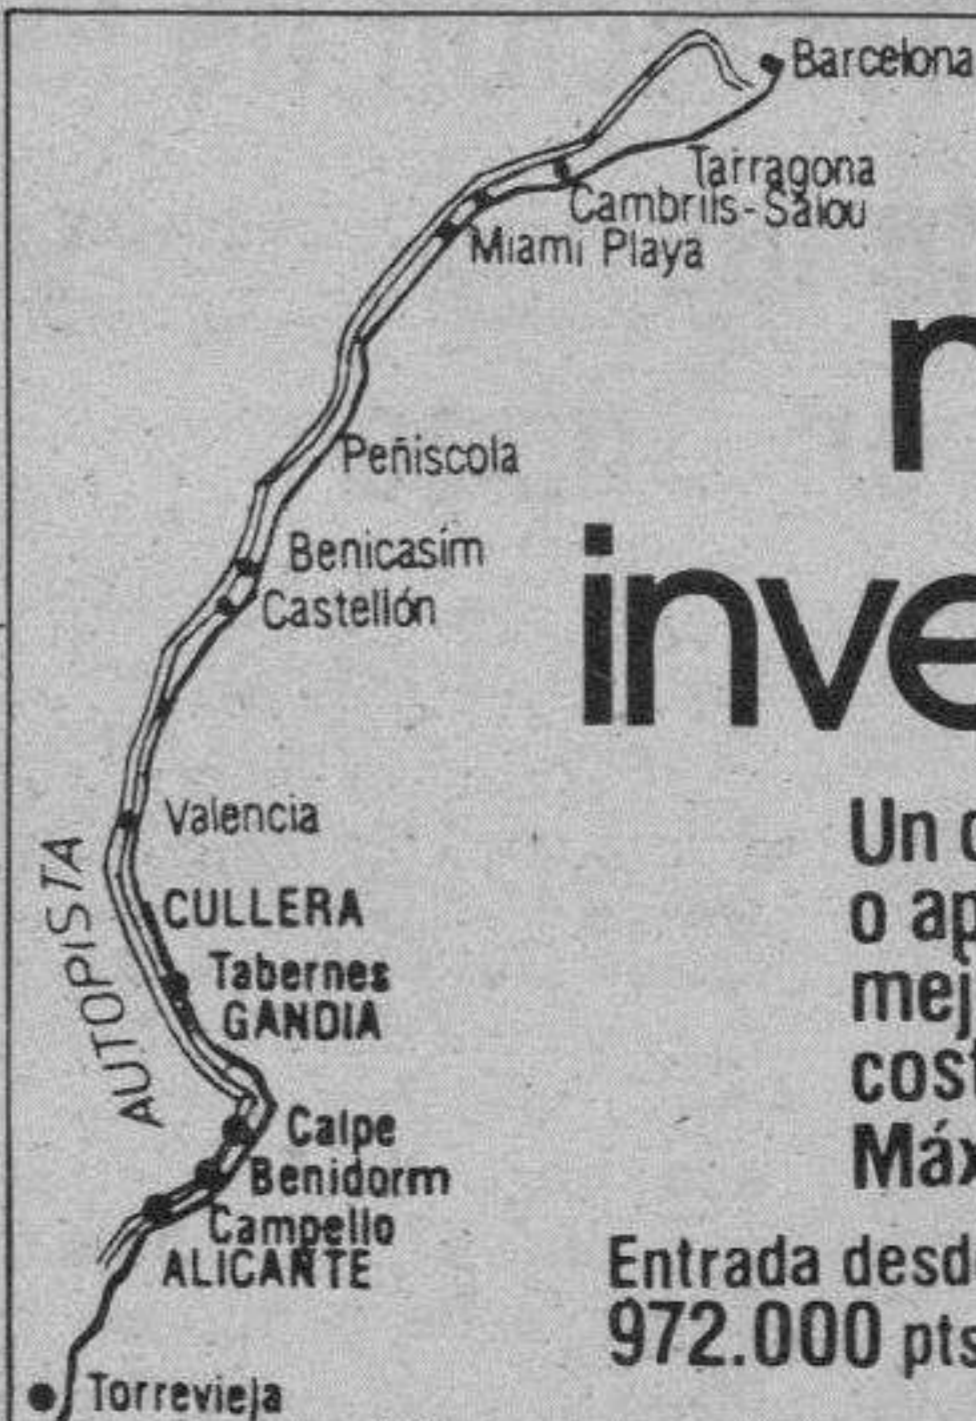 Barcelona
Tarragona
Cambrils-Salou
Miami Playa
Peñiscola
Benicasím
Castellón
Valencia
AUTOPISTA
CULLERA
Tabernes
GANDIA
Calpe
Benidorm
Campello
ALICANTE
Torrevieja
inve
Un
o ap
mej
cost
Máx
Entrada desd
972.000 pts